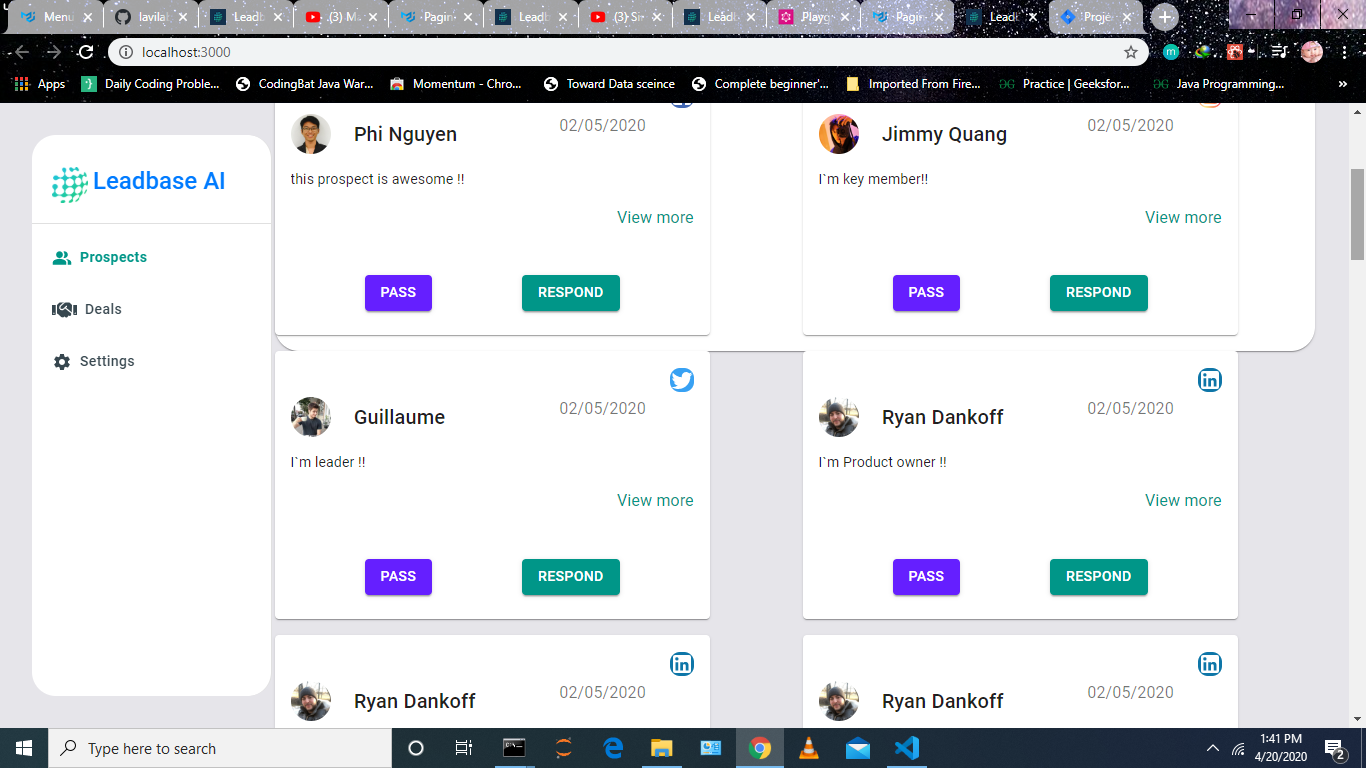 Menu
lavilal
Leadb
(3) M
Pagin
Leadb
(3) Si
Leadb
Playg
Pagin
Leadb
Proje
localhost:3000
Apps
Daily Coding Proble...
CodingBat Java War...
Momentum - Chro...
Toward Data sceince
Complete beginner'...
Imported From Fire...
Practice | Geeksfor...
Java Programming...
»
Leadbase AI
Prospects
Deals
Settings
Phi Nguyen
02/05/2020
this prospect is awesome !!
View more
PASS
RESPOND
Jimmy Quang
02/05/2020
I`m key member!!
View more
PASS
RESPOND
Guillaume
02/05/2020
I`m leader !!
View more
PASS
RESPOND
Ryan Dankoff
02/05/2020
I`m Product owner !!
View more
PASS
RESPOND
Ryan Dankoff
02/05/2020
Ryan Dankoff
02/05/2020
Type here to search
1:41 PM
4/20/2020
2